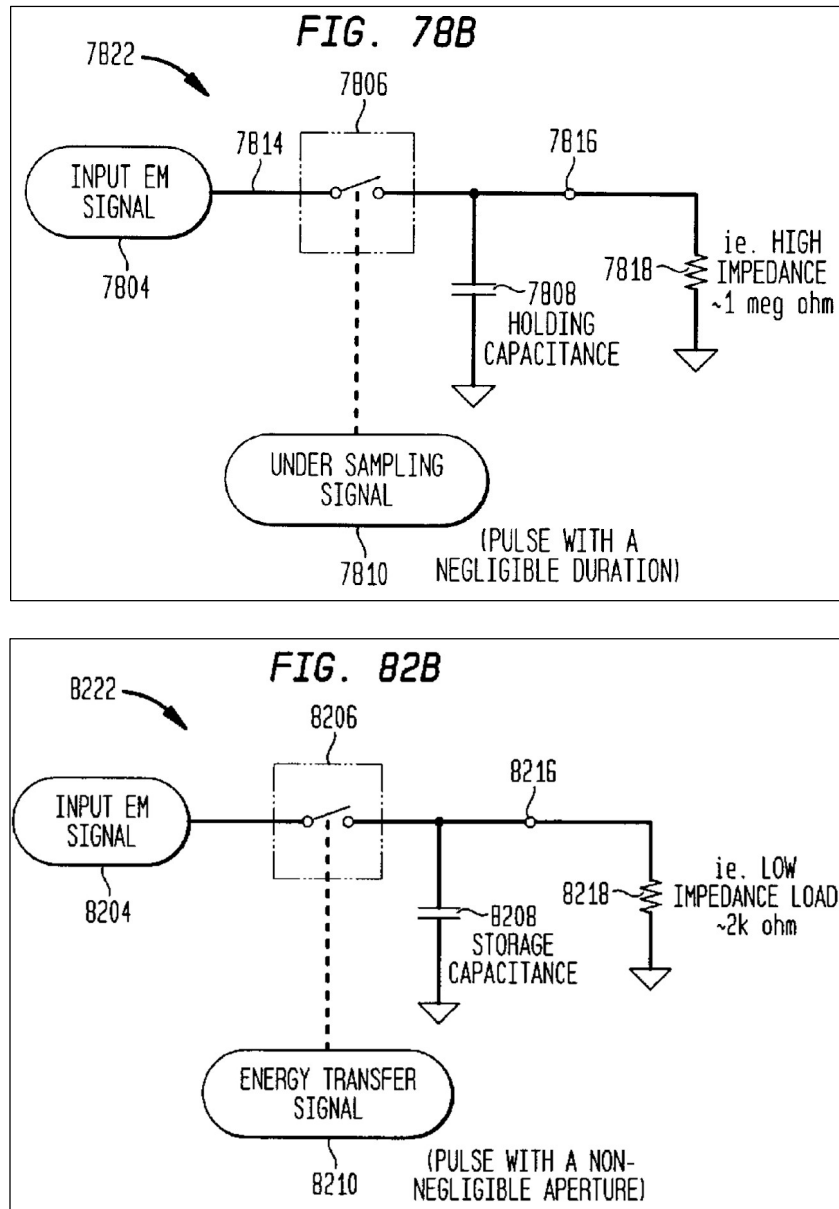 FIG. 78B
7822
7806
7814
7816
INPUT EM
SIGNAL
7804
7808
HOLDING
CAPACITANCE
7818
ie. HIGH
IMPEDANCE
~1 meg ohm
UNDER SAMPLING
SIGNAL
7810
(PULSE WITH A
NEGLIGIBLE DURATION)
FIG. 82B
8222
8206
8216
INPUT EM
SIGNAL
8204
8208
STORAGE
CAPACITANCE
8218
ie. LOW
IMPEDANCE LOAD
~2k ohm
ENERGY TRANSFER
SIGNAL
8210
(PULSE WITH A NON-
NEGLIGIBLE APERTURE)